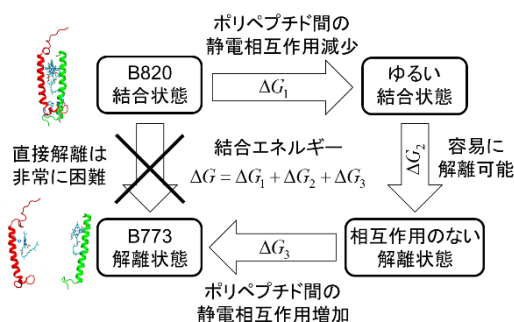 ポリペプチド間の
静電相互作用減少
B820
結合状態
ΔG₁
ゆるい
結合状態
直接解離は
非常に困難
結合エネルギー
ΔG = ΔG₁ + ΔG₂ + ΔG₃
ΔG₂
容易に
解離可能
B773
解離状態
ΔG₃
相互作用のない
解離状態
ポリペプチド間の
静電相互作用増加